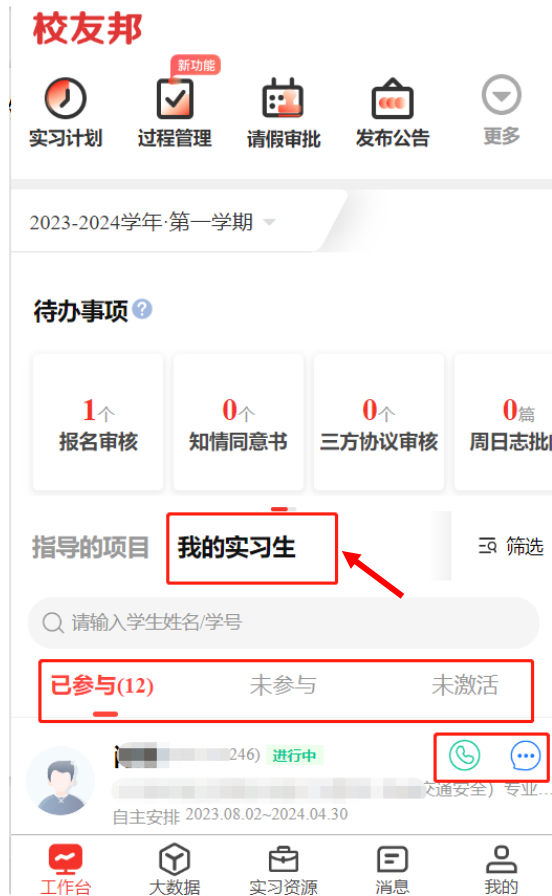 校友邦
新功能
实习计划 过程管理 请假审批 发布公告 更多
2023-2024学年·第一学期
待办事项 ?
1个 0个 0个 0篇
报名审核 知情同意书 三方协议审核 周日志批
指导的项目 我的实习生 筛选
请输入学生姓名/学号
已参与(12) 未参与 未激活
246) 进行中
交通安全）专业...
自主安排 2023.08.02~2024.04.30
工作台 大数据 实习资源 消息 我的